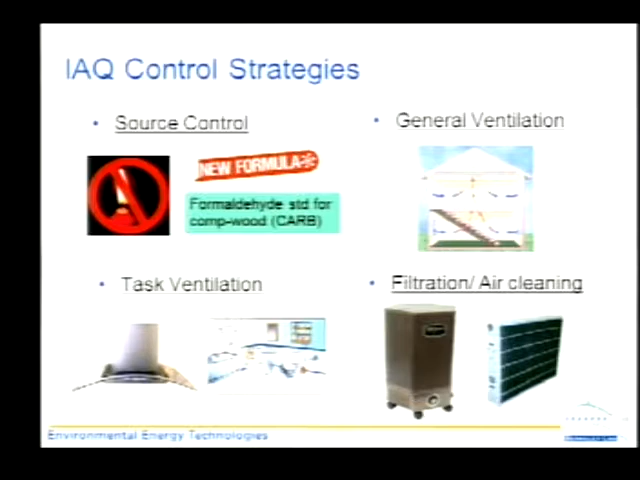 IAQ Control Strategies
• Source Control
• General Ventilation
NEW FORMULA*
Formaldehyde std for
comp-wood (CARB)
• Task Ventilation
• Filtration/ Air cleaning
Environmental Energy Technologies